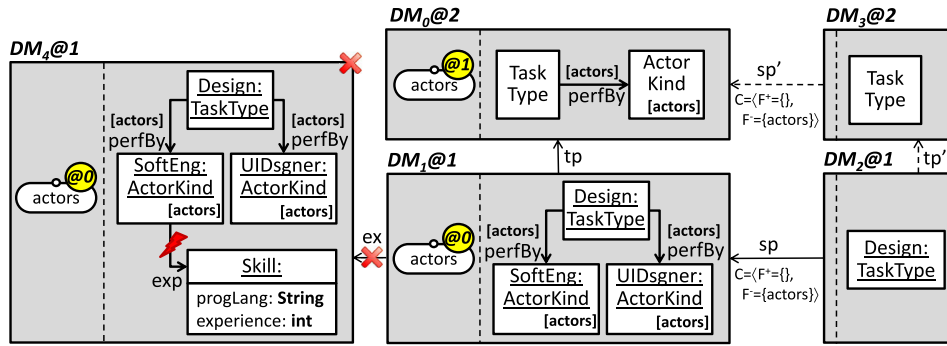 DM4@1
@0
actors
Design:
TaskType
[actors]
perfBy
[actors]
perfBy
SoftEng:
ActorKind
[actors]
UIDsgner:
ActorKind
[actors]
exp
Skill:
progLang: String
experience: int
ex
DM0@2
@1
actors
Task
Type
[actors]
perfBy
Actor
Kind
[actors]
sp'
C=⟨F+={},
F-={actors}⟩
DM3@2
Task
Type
tp
tp'
DM1@1
@0
actors
Design:
TaskType
[actors]
perfBy
[actors]
perfBy
SoftEng:
ActorKind
[actors]
UIDsgner:
ActorKind
[actors]
sp
C=⟨F+={},
F-={actors}⟩
DM2@1
Design:
TaskType